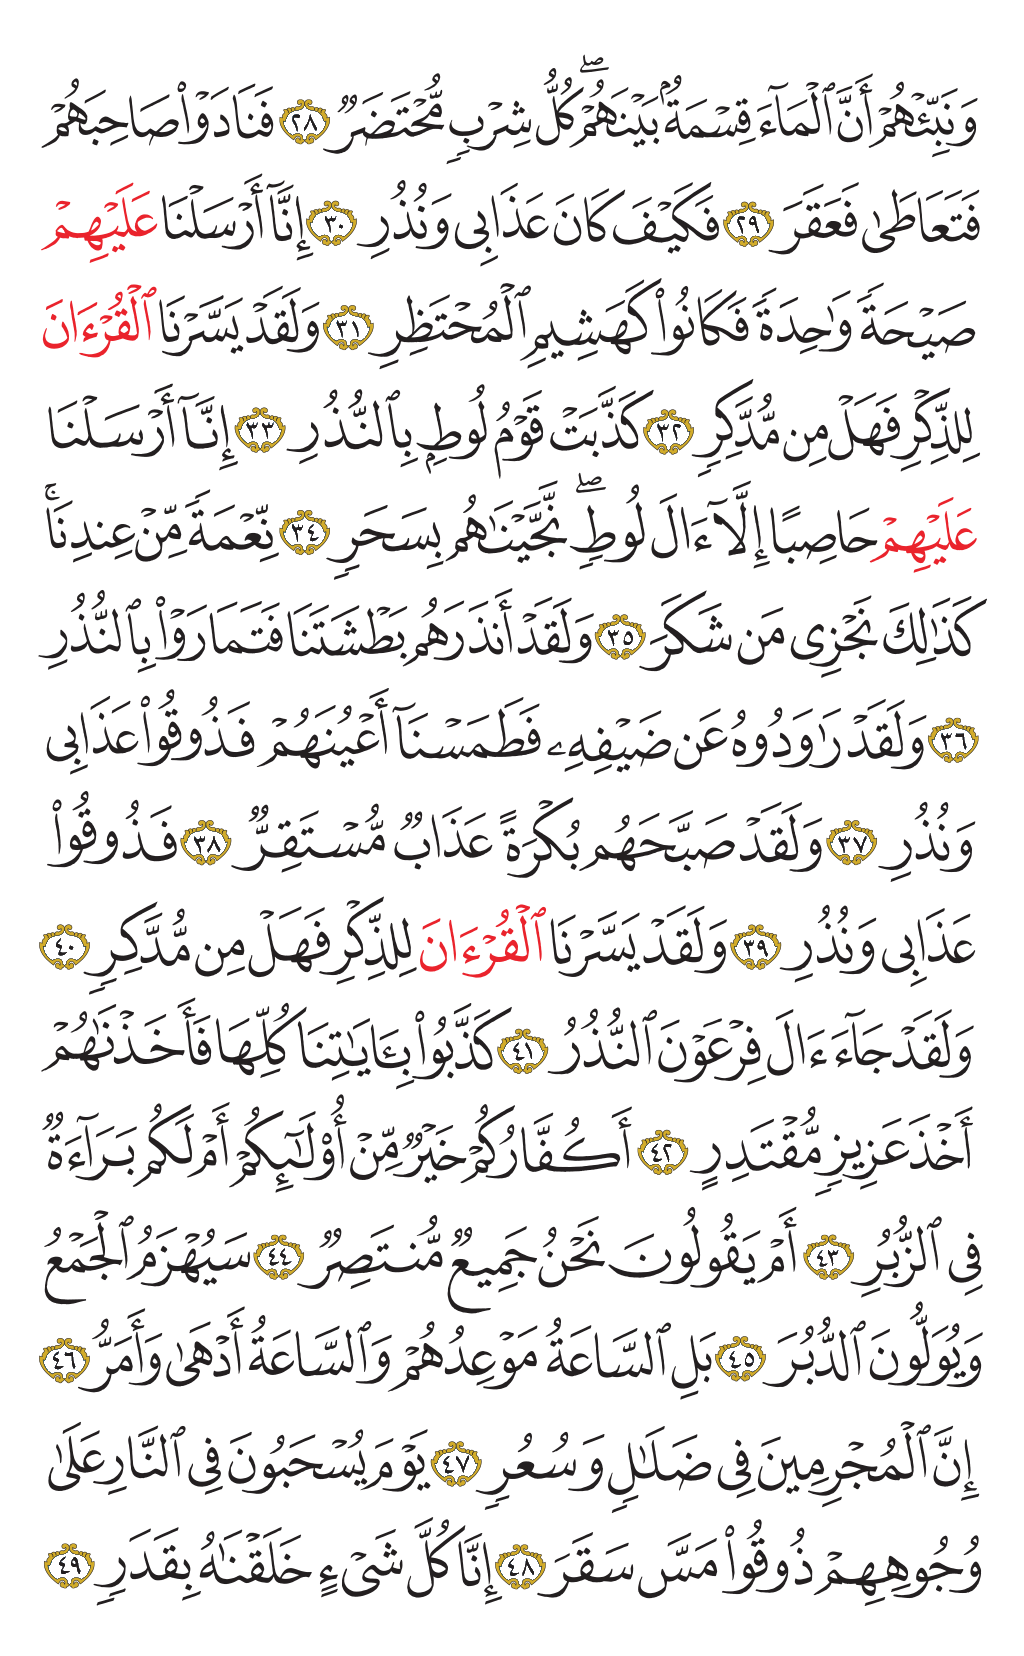 وَنَبِّئْهُمْ أَنَّ ٱلْمَآءَ قِسْمَةٌۢ بَيْنَهُمْ ۖ كُلُّ شِرْبٍ مُّحْتَضَرٌ ٢٨ فَنَادَوْا۟ صَاحِبَهُمْ
فَتَعَاطَىٰ فَعَقَرَ ٢٩ فَكَيْفَ كَانَ عَذَابِى وَنُذُرِ ٣٠ إِنَّآ أَرْسَلْنَا عَلَيْهِمْ
صَيْحَةً وَٰحِدَةً فَكَانُوا۟ كَهَشِيمِ ٱلْمُحْتَظِرِ ٣١ وَلَقَدْ يَسَّرْنَا ٱلْقُرْءَانَ
لِلذِّكْرِ فَهَلْ مِن مُّدَّكِرٍ ٣٢ كَذَّبَتْ قَوْمُ لُوطٍۭ بِٱلنُّذُرِ ٣٣ إِنَّآ أَرْسَلْنَا
عَلَيْهِمْ حَاصِبًا إِلَّآ ءَالَ لُوطٍ ۖ نَّجَّيْنَٰهُم بِسَحَرٍ ٣٤ نِّعْمَةً مِّنْ عِندِنَا ۚ
كَذَٰلِكَ نَجْزِى مَن شَكَرَ ٣٥ وَلَقَدْ أَنذَرَهُم بَطْشَتَنَا فَتَمَارَوْا۟ بِٱلنُّذُرِ
٣٦ وَلَقَدْ رَٰوَدُوهُ عَن ضَيْفِهِۦ فَطَمَسْنَآ أَعْيُنَهُمْ فَذُوقُوا۟ عَذَابِى
وَنُذُرِ ٣٧ وَلَقَدْ صَبَّحَهُم بُكْرَةً عَذَابٌ مُّسْتَقِرٌّ ٣٨ فَذُوقُوا۟
عَذَابِى وَنُذُرِ ٣٩ وَلَقَدْ يَسَّرْنَا ٱلْقُرْءَانَ لِلذِّكْرِ فَهَلْ مِن مُّدَّكِرٍ ٤٠
وَلَقَدْ جَآءَ ءَالَ فِرْعَوْنَ ٱلنُّذُرُ ٤١ كَذَّبُوا۟ بِـَٔايَٰتِنَا كُلِّهَا فَأَخَذْنَٰهُمْ
أَخْذَ عَزِيزٍ مُّقْتَدِرٍ ٤٢ أَكُفَّارُكُمْ خَيْرٌ مِّنْ أُو۟لَٰٓئِكُمْ أَمْ لَكُم بَرَآءَةٌ
فِى ٱلزُّبُرِ ٤٣ أَمْ يَقُولُونَ نَحْنُ جَمِيعٌ مُّنتَصِرٌ ٤٤ سَيُهْزَمُ ٱلْجَمْعُ
وَيُوَلُّونَ ٱلدُّبُرَ ٤٥ بَلِ ٱلسَّاعَةُ مَوْعِدُهُمْ وَٱلسَّاعَةُ أَدْهَىٰ وَأَمَرُّ ٤٦
إِنَّ ٱلْمُجْرِمِينَ فِى ضَلَٰلٍ وَسُعُرٍ ٤٧ يَوْمَ يُسْحَبُونَ فِى ٱلنَّارِ عَلَىٰ
وُجُوهِهِمْ ذُوقُوا۟ مَسَّ سَقَرَ ٤٨ إِنَّا كُلَّ شَىْءٍ خَلَقْنَٰهُ بِقَدَرٍ ٤٩